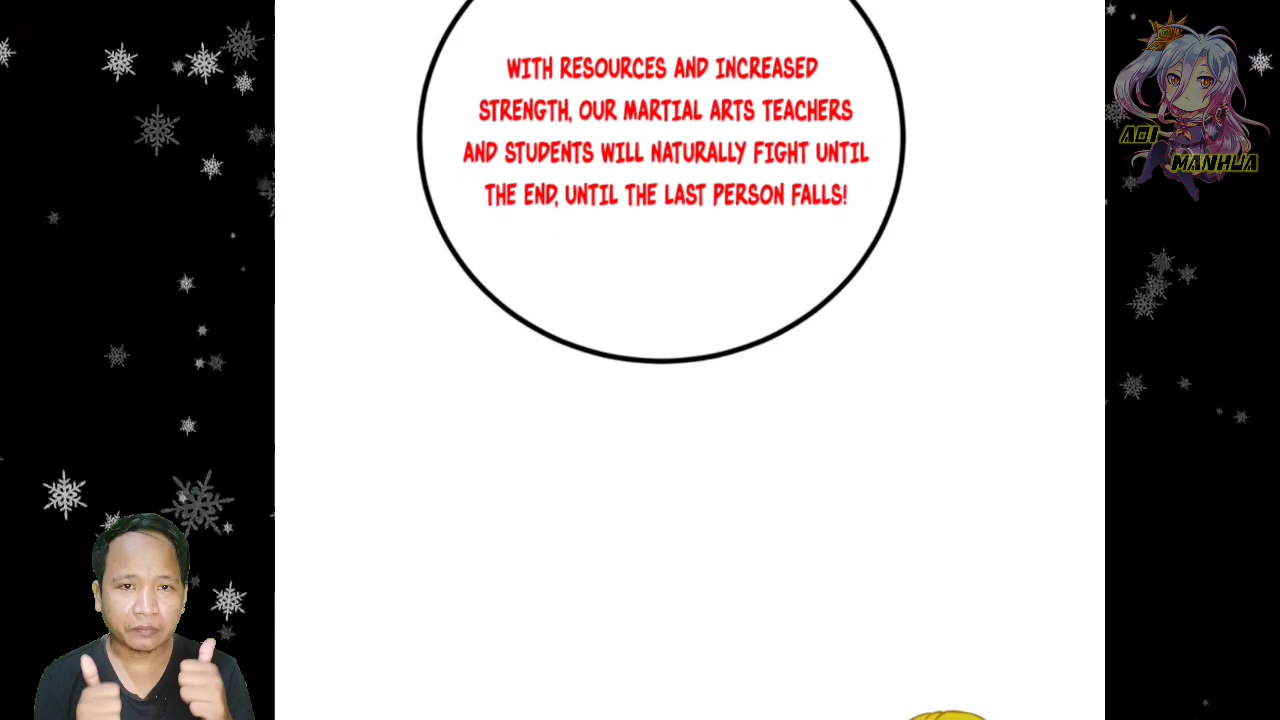 WITH RESOURCES AND INCREASED
STRENGTH, OUR MARTIAL ARTS TEACHERS
AND STUDENTS WILL NATURALLY FIGHT UNTIL
THE END, UNTIL THE LAST PERSON FALLS!
AOI
MANHUA